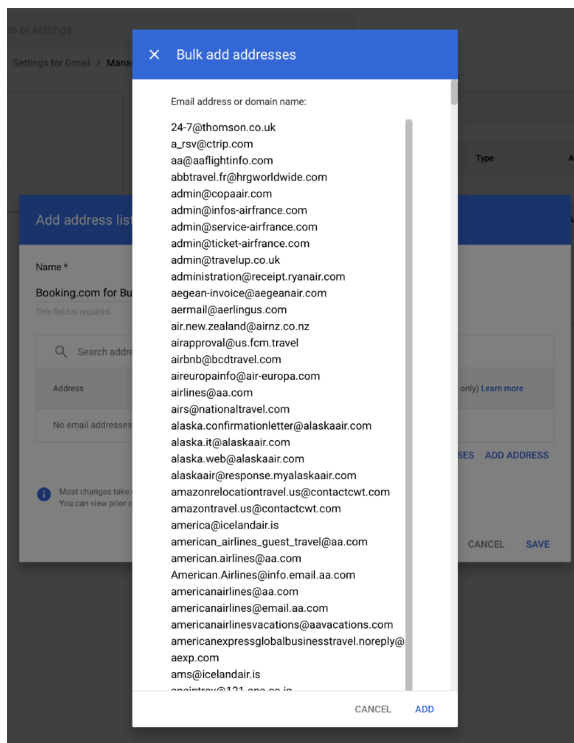 os or settings
Settings for Gmail > Mana
Bulk add addresses
Email address or domain name:
24-7@thomson.co.uk
a_rsv@ctrip.com
aa@aaflightinfo.com
abbtravel.fr@hrgworldwide.com
admin@copaair.com
admin@infos-airfrance.com
admin@service-airfrance.com
admin@ticket-airfrance.com
admin@travelup.co.uk
administration@receipt.ryanair.com
aegean-invoice@aegeanair.com
aermail@aerlingus.com
air.new.zealand@airnz.co.nz
airapproval@us.fcm.travel
airbnb@bcdtravel.com
aireuropainfo@air-europa.com
airlines@aa.com
airs@nationaltravel.com
alaska.confirmationletter@alaskaair.com
alaska.it@alaskaair.com
alaska.web@alaskaair.com
alaskaair@response.myalaskaair.com
amazonrelocationtravel.us@contactcwt.com
amazontravel.us@contactcwt.com
america@icelandair.is
american_airlines_guest_travel@aa.com
american.airlines@aa.com
American.Airlines@info.email.aa.com
americanairlines@aa.com
americanairlines@email.aa.com
americanairlinesvacations@aavacations.com
americanexpressglobalbusinesstravel.noreply@
aexp.com
ams@icelandair.is
CANCEL ADD
Type A
Add address list
Name *
Booking.com for Bu
This field is required.
Search addre
Address
only) Learn more
No email addresses
SES ADD ADDRESS
Most changes take
You can view prior c
CANCEL SAVE